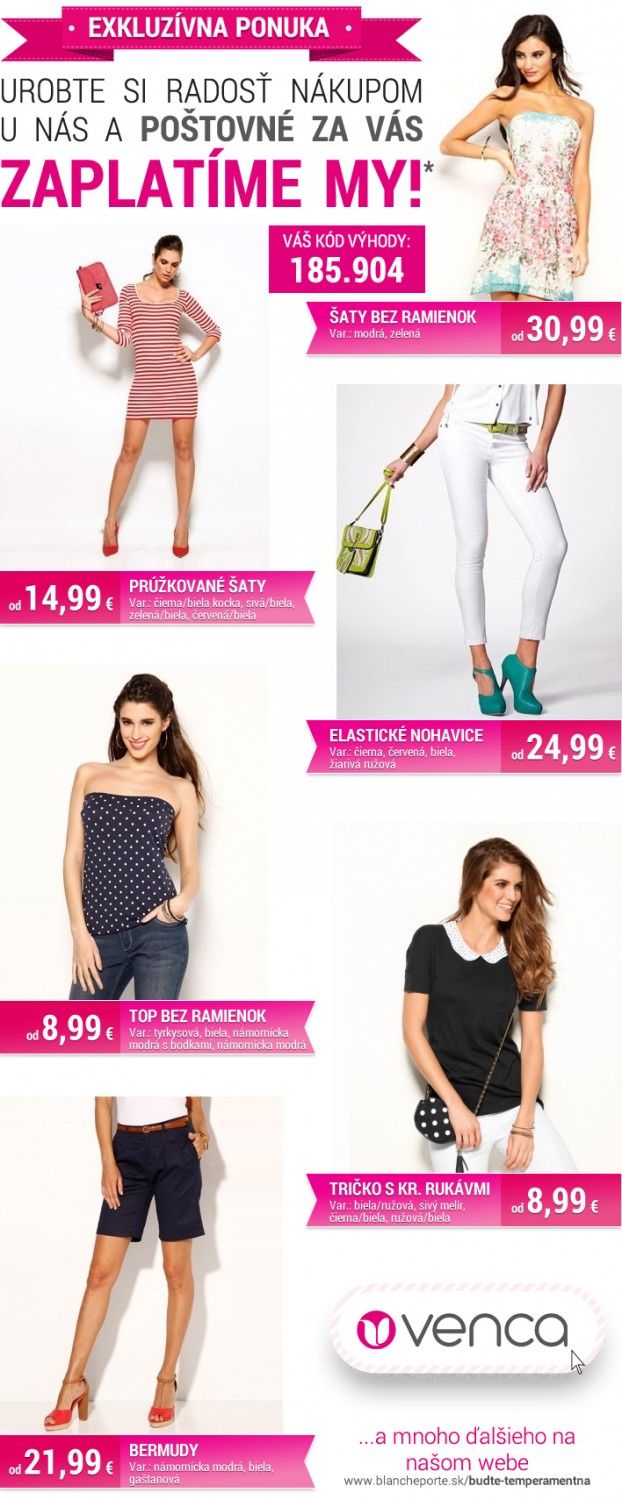 EXKLUZÍVNA PONUKA
UROBTE SI RADOSŤ NÁKUPOM
U NÁS A POŠTOVNÉ ZA VÁS
ZAPLATÍME MY!*
VÁŠ KÓD VÝHODY:
185.904
ŠATY BEZ RAMIENOK
Var.: modrá, zelená
od 30,99 €
od 14,99 €
PRÚŽKOVANÉ ŠATY
Var.: čierna/biela kocka, sivá/biela,
zelená/biela, červená/biela
ELASTICKÉ NOHAVICE
Var.: čierna, červená, biela,
žiarivá ružová
od 24,99 €
od 8,99 €
TOP BEZ RAMIENOK
Var.: tyrkysová, biela, námornícka
modrá s bodkami, námornícka modrá
TRIČKO S KR. RUKÁVMI
Var.: biela/ružová, sivý melír,
čierna/biela, ružová/biela
od 8,99 €
venca
od 21,99 €
BERMUDY
Var.: námornícka modrá, biela,
gaštanová
...a mnoho ďalšieho na
našom webe
www.blancheporte.sk/budte-temperamentna